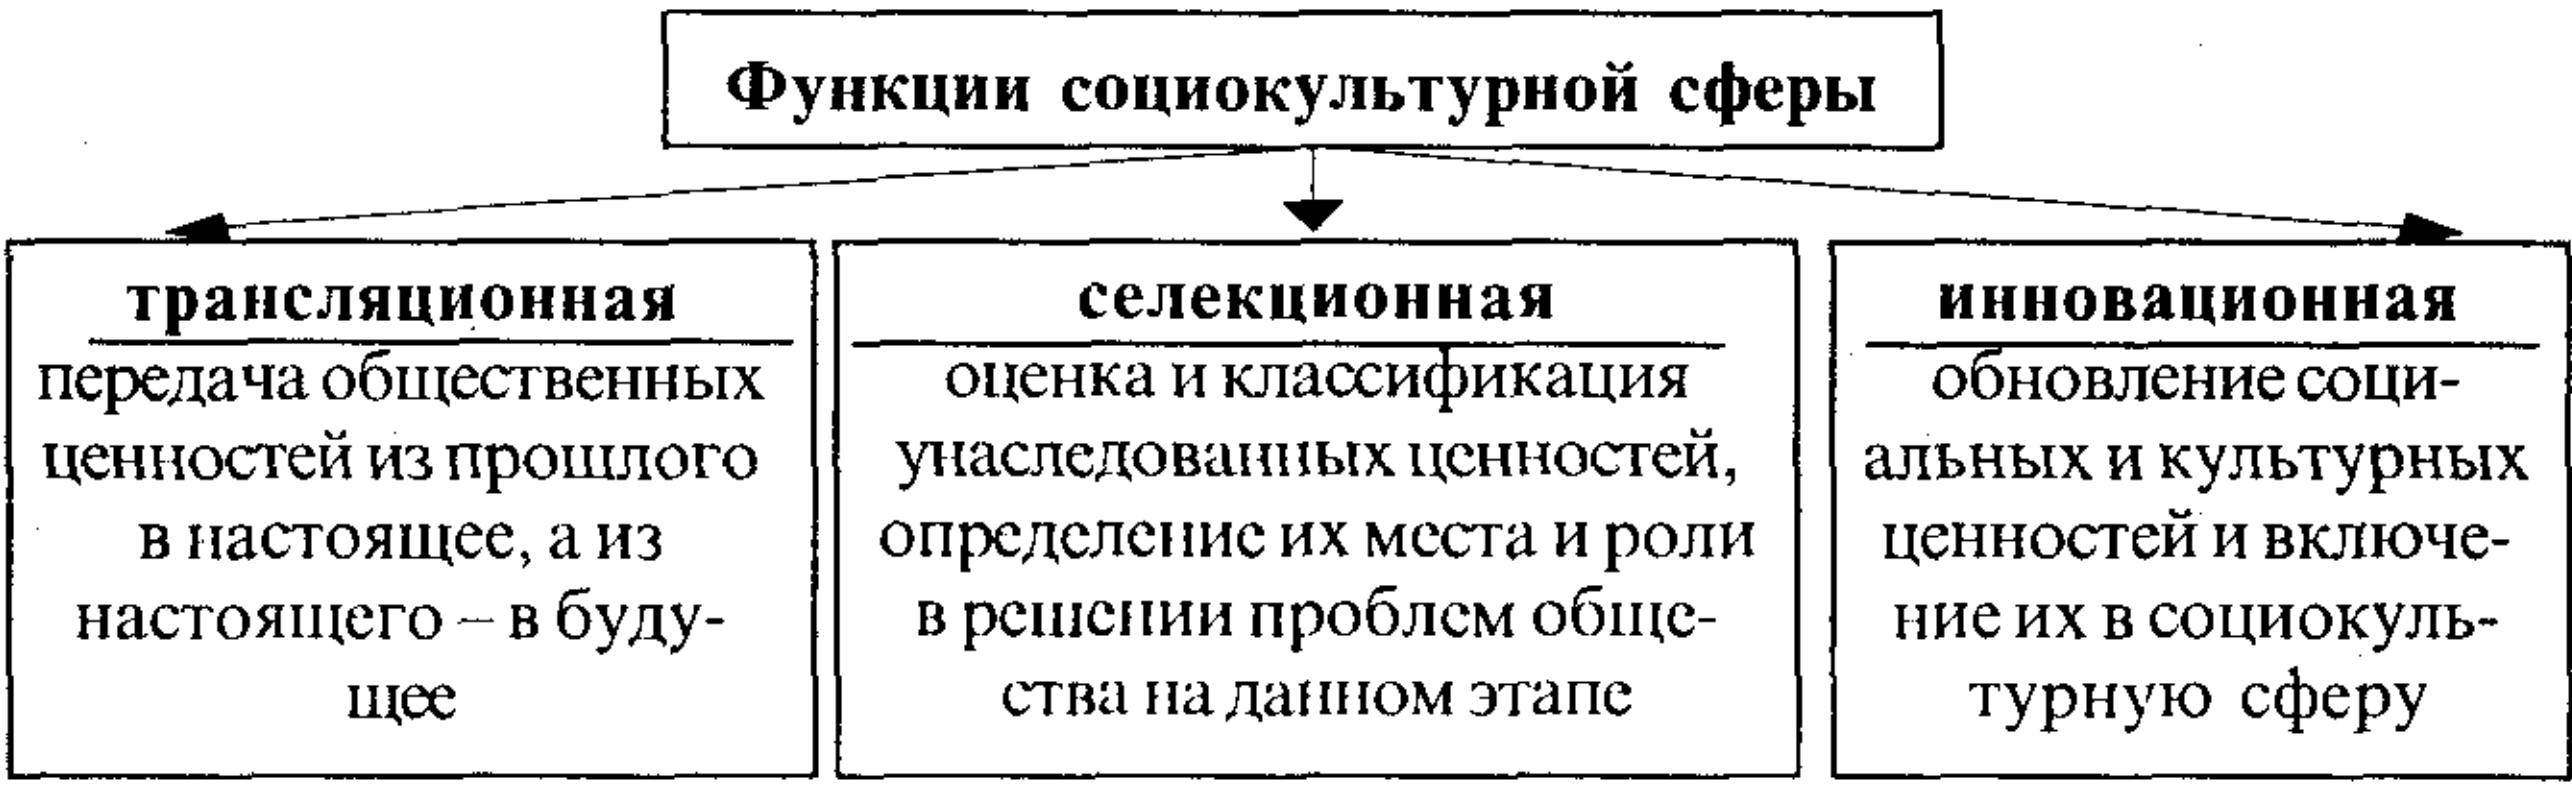 Функции социокультурной сферы
трансляционная
передача общественных
ценностей из прошлого
в настоящее, а из
настоящего – в буду-
щее
селекционная
оценка и классификация
унаследованных ценностей,
определение их места и роли
в решении проблем обще-
ства на данном этапе
инновационная
обновление соци-
альных и культурных
ценностей и включе-
ние их в социокуль-
турную сферу